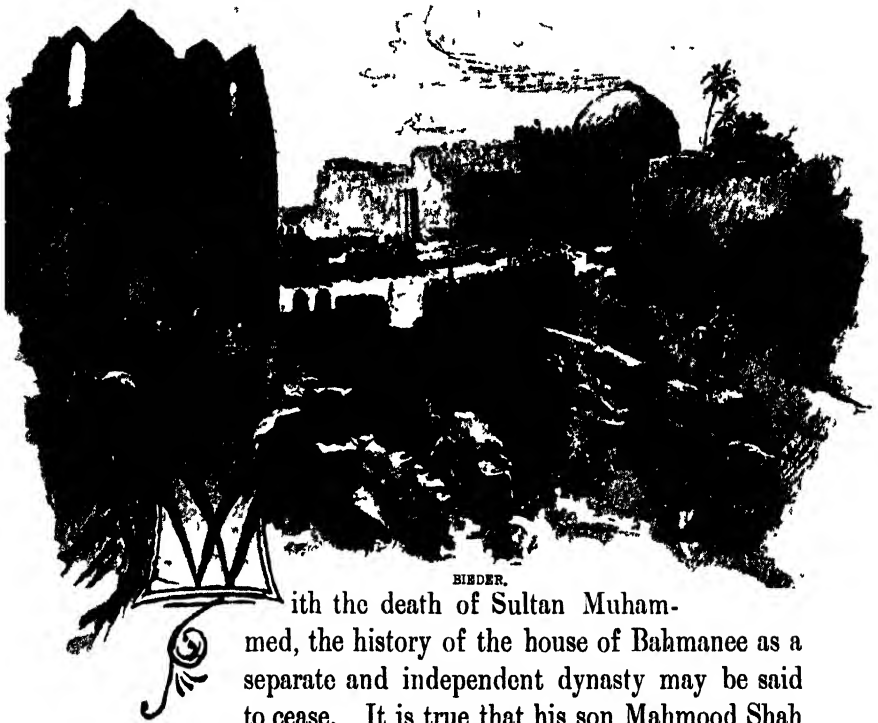 BIEDER.
With the death of Sultan Muham-
med, the history of the house of Bahmanee as a
separate and independent dynasty may be said
to cease. It is true that his son Mahmood Shah